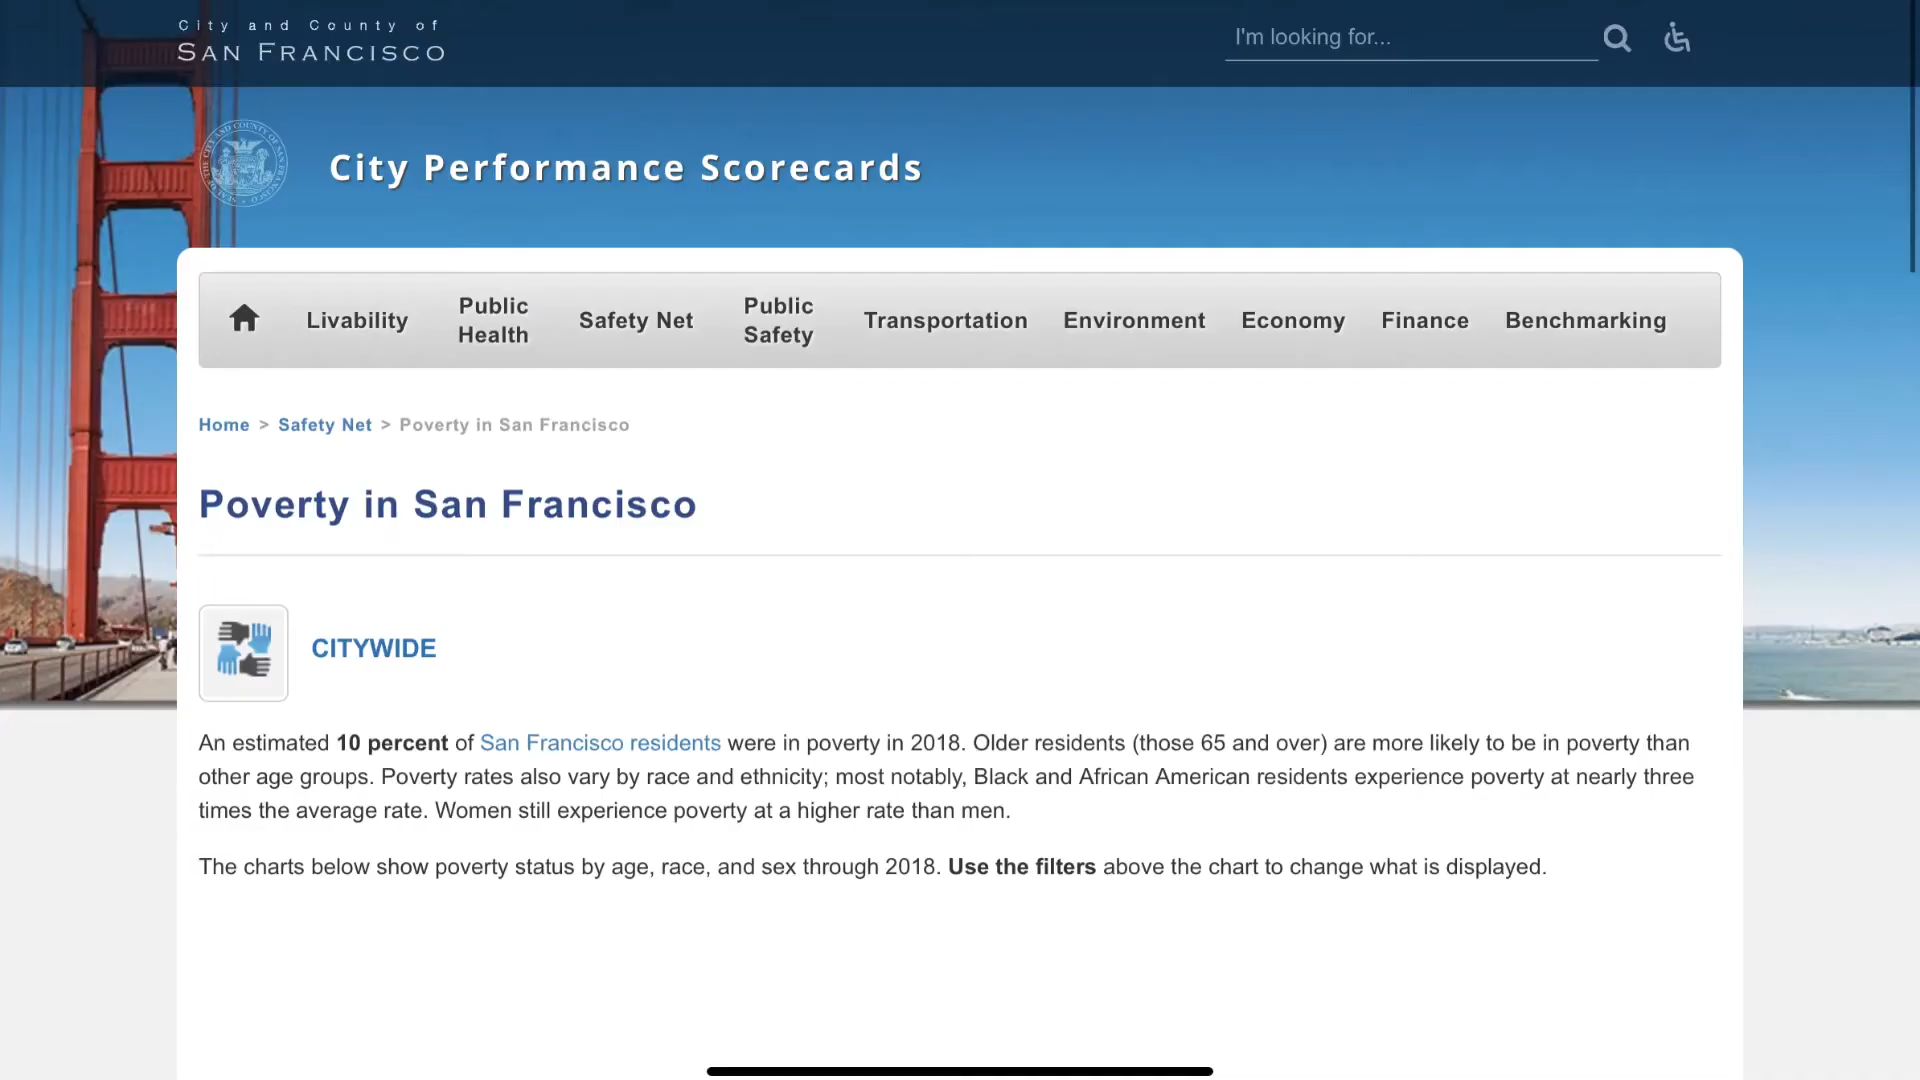 City and County of
SAN FRANCISCO
I'm looking for...
City Performance Scorecards
Livability
Public
Health
Safety Net
Public
Safety
Transportation
Environment
Economy
Finance
Benchmarking
Home > Safety Net > Poverty in San Francisco
Poverty in San Francisco
CITYWIDE
An estimated 10 percent of San Francisco residents were in poverty in 2018. Older residents (those 65 and over) are more likely to be in poverty than
other age groups. Poverty rates also vary by race and ethnicity; most notably, Black and African American residents experience poverty at nearly three
times the average rate. Women still experience poverty at a higher rate than men.
The charts below show poverty status by age, race, and sex through 2018. Use the filters above the chart to change what is displayed.